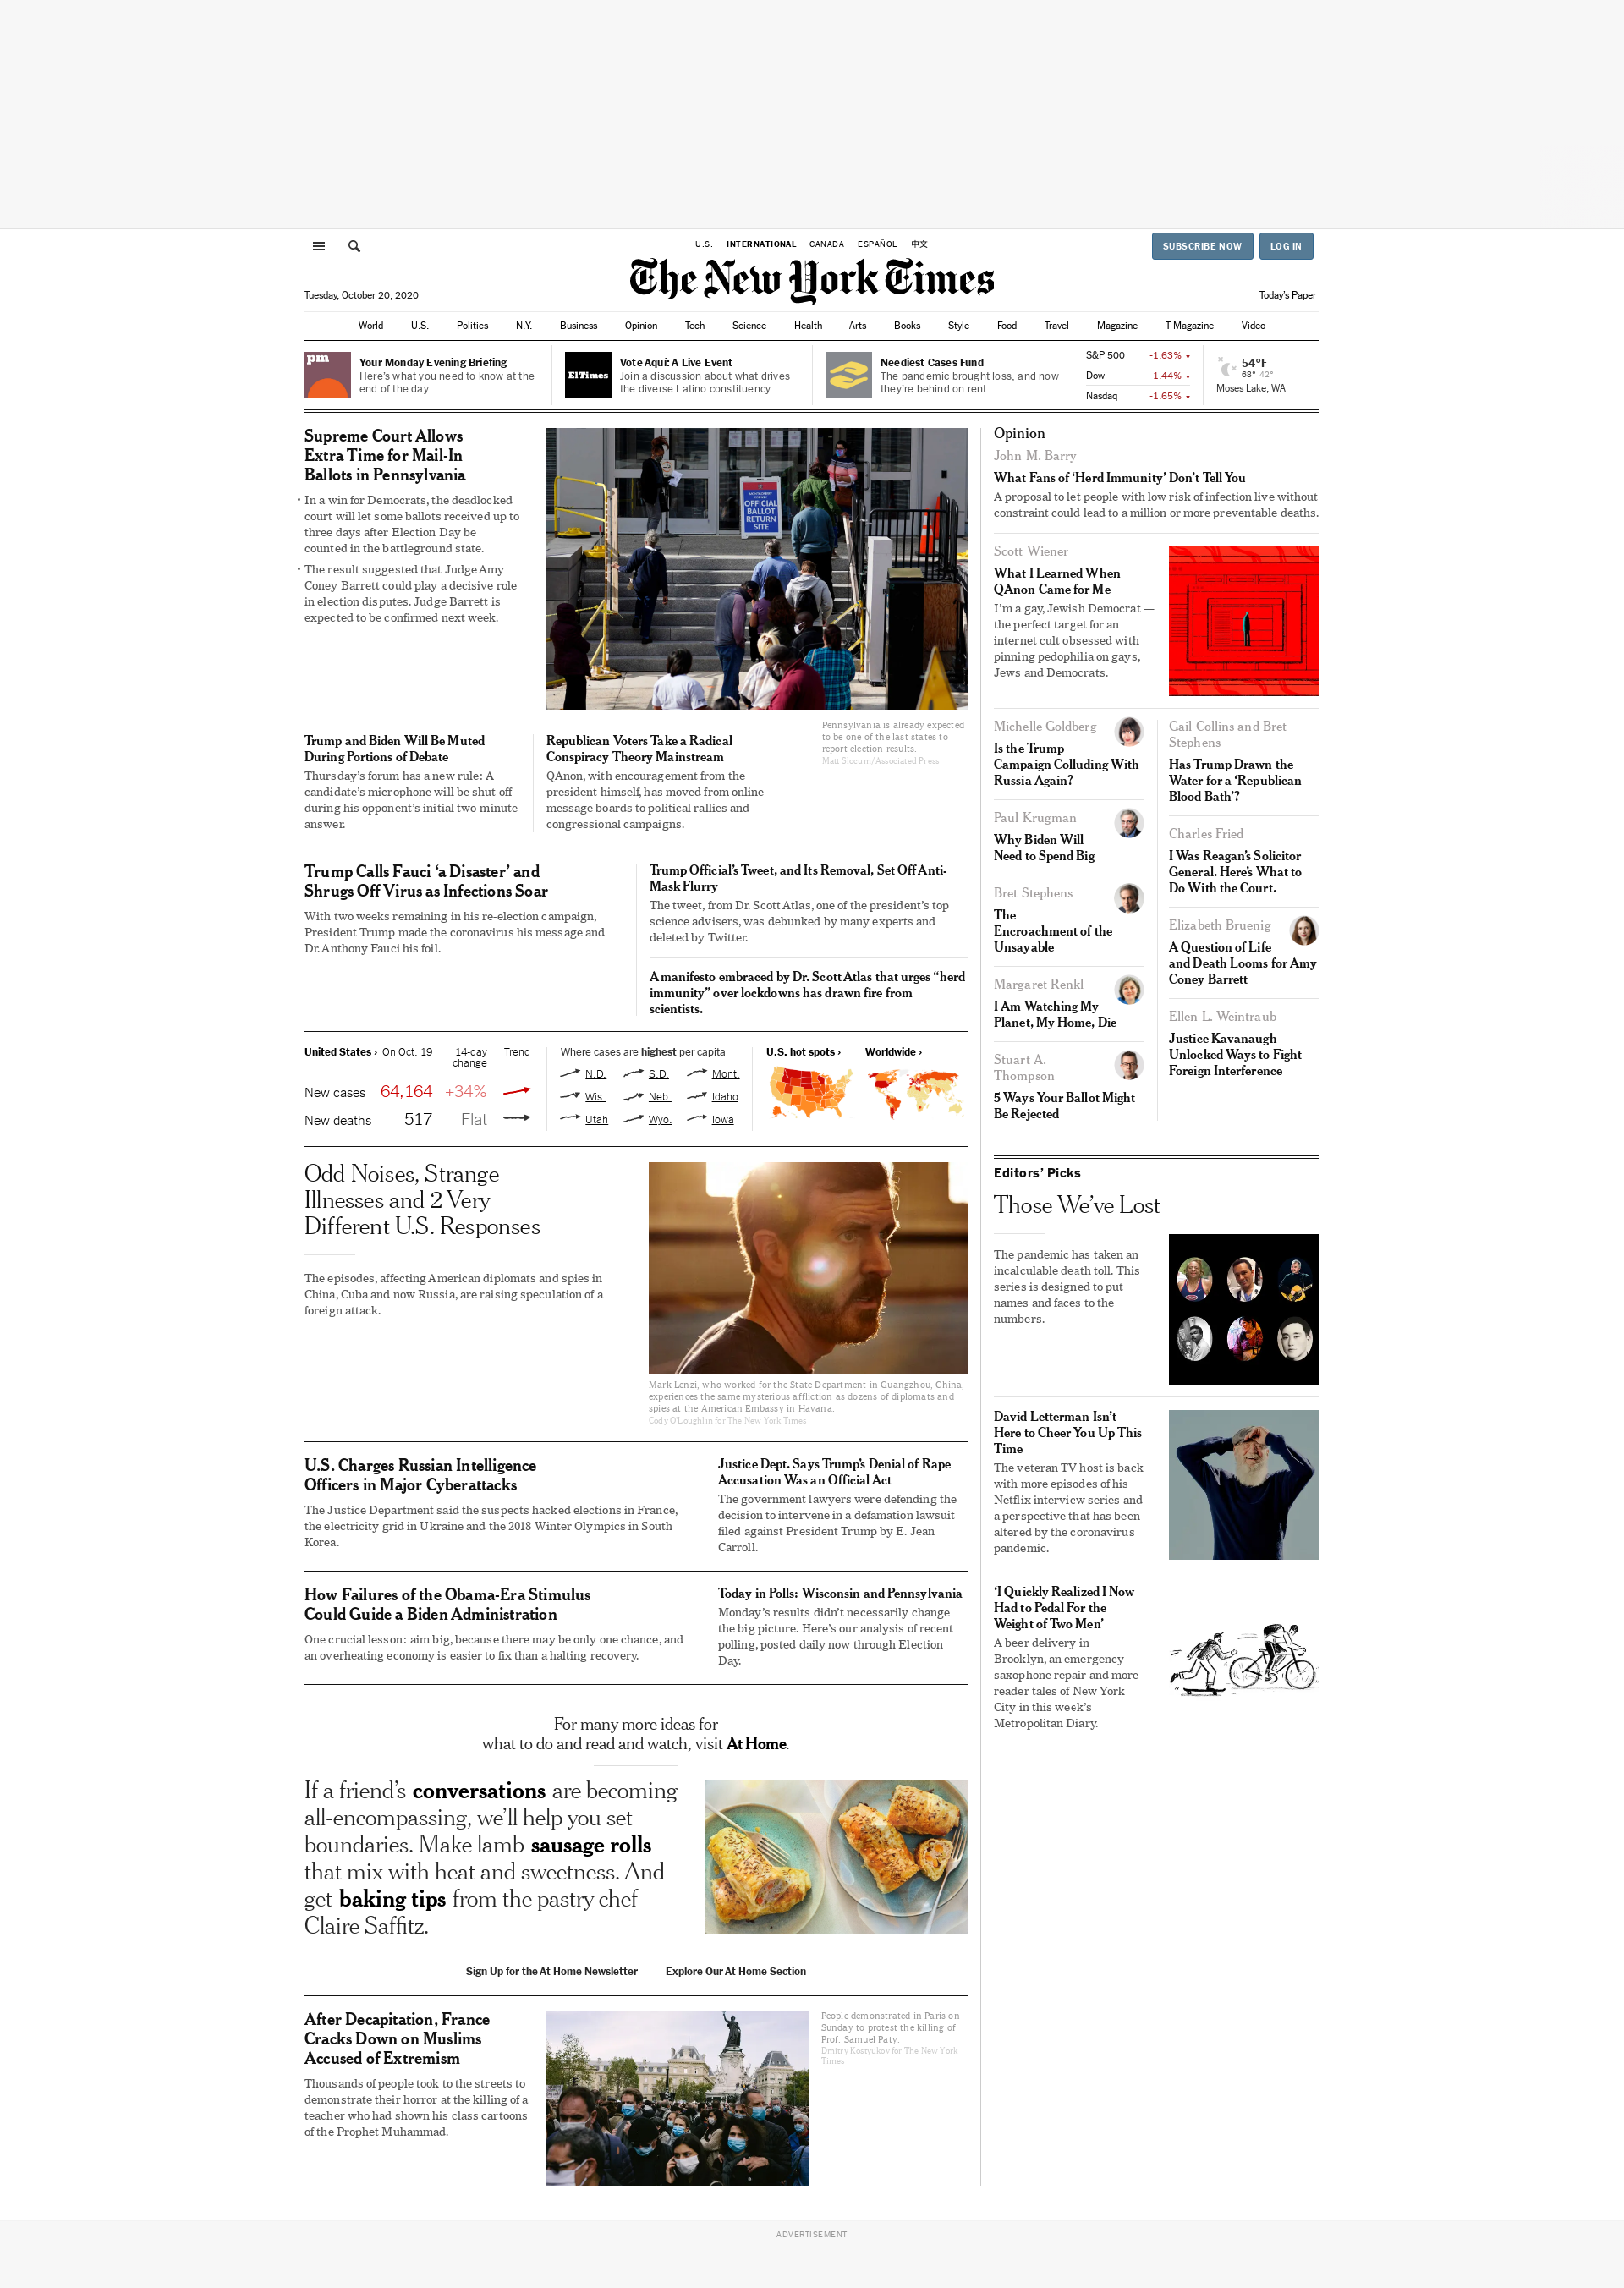 U.S. INTERNATIONAL CANADA ESPAÑOL 中文
SUBSCRIBE NOW LOG IN
The New York Times
Tuesday, October 20, 2020
Today's Paper
World U.S. Politics N.Y. Business Opinion Tech Science Health Arts Books Style Food Travel Magazine T Magazine Video
pm
Your Monday Evening Briefing
Here's what you need to know at the
end of the day.
El Times
Vote Aquí: A Live Event
Join a discussion about what drives
the diverse Latino constituency.
Neediest Cases Fund
The pandemic brought loss, and now
they're behind on rent.
S&P 500 -1.63%
Dow -1.44%
Nasdaq -1.65%
54°F
68° 42°
Moses Lake, WA
Supreme Court Allows
Extra Time for Mail-In
Ballots in Pennsylvania
• In a win for Democrats, the deadlocked
court will let some ballots received up to
three days after Election Day be
counted in the battleground state.
• The result suggested that Judge Amy
Coney Barrett could play a decisive role
in election disputes. Judge Barrett is
expected to be confirmed next week.
OFFICIAL
BALLOT
RETURN
SITE
Pennsylvania is already expected
to be one of the last states to
report election results.
Matt Slocum/Associated Press
Trump and Biden Will Be Muted
During Portions of Debate
Thursday's forum has a new rule: A
candidate's microphone will be shut off
during his opponent's initial two-minute
answer.
Republican Voters Take a Radical
Conspiracy Theory Mainstream
QAnon, with encouragement from the
president himself, has moved from online
message boards to political rallies and
congressional campaigns.
Trump Calls Fauci 'a Disaster' and
Shrugs Off Virus as Infections Soar
With two weeks remaining in his re-election campaign,
President Trump made the coronavirus his message and
Dr. Anthony Fauci his foil.
Trump Official's Tweet, and Its Removal, Set Off Anti-
Mask Flurry
The tweet, from Dr. Scott Atlas, one of the president's top
science advisers, was debunked by many experts and
deleted by Twitter.
A manifesto embraced by Dr. Scott Atlas that urges “herd
immunity” over lockdowns has drawn fire from
scientists.
United States › On Oct. 19 14-day
change Trend
New cases 64,164 +34%
New deaths 517 Flat
Where cases are highest per capita
N.D. S.D. Mont.
Wis. Neb. Idaho
Utah Wyo. Iowa
U.S. hot spots › Worldwide ›
Odd Noises, Strange
Illnesses and 2 Very
Different U.S. Responses
The episodes, affecting American diplomats and spies in
China, Cuba and now Russia, are raising speculation of a
foreign attack.
Mark Lenzi, who worked for the State Department in Guangzhou, China,
experiences the same mysterious affliction as dozens of diplomats and
spies at the American Embassy in Havana.
Cody O'Loughlin for The New York Times
U.S. Charges Russian Intelligence
Officers in Major Cyberattacks
The Justice Department said the suspects hacked elections in France,
the electricity grid in Ukraine and the 2018 Winter Olympics in South
Korea.
Justice Dept. Says Trump's Denial of Rape
Accusation Was an Official Act
The government lawyers were defending the
decision to intervene in a defamation lawsuit
filed against President Trump by E. Jean
Carroll.
How Failures of the Obama-Era Stimulus
Could Guide a Biden Administration
One crucial lesson: aim big, because there may be only one chance, and
an overheating economy is easier to fix than a halting recovery.
Today in Polls: Wisconsin and Pennsylvania
Monday's results didn't necessarily change
the big picture. Here's our analysis of recent
polling, posted daily now through Election
Day.
For many more ideas for
what to do and read and watch, visit At Home.
If a friend's conversations are becoming
all-encompassing, we'll help you set
boundaries. Make lamb sausage rolls
that mix with heat and sweetness. And
get baking tips from the pastry chef
Claire Saffitz.
Sign Up for the At Home Newsletter Explore Our At Home Section
After Decapitation, France
Cracks Down on Muslims
Accused of Extremism
Thousands of people took to the streets to
demonstrate their horror at the killing of a
teacher who had shown his class cartoons
of the Prophet Muhammad.
People demonstrated in Paris on
Sunday to protest the killing of
Prof. Samuel Paty.
Dmitry Kostyukov for The New York
Times
Opinion
John M. Barry
What Fans of 'Herd Immunity' Don't Tell You
A proposal to let people with low risk of infection live without
constraint could lead to a million or more preventable deaths.
Scott Wiener
What I Learned When
QAnon Came for Me
I'm a gay, Jewish Democrat —
the perfect target for an
internet cult obsessed with
pinning pedophilia on gays,
Jews and Democrats.
Michelle Goldberg
Is the Trump
Campaign Colluding With
Russia Again?
Paul Krugman
Why Biden Will
Need to Spend Big
Bret Stephens
The
Encroachment of the
Unsayable
Margaret Renkl
I Am Watching My
Planet, My Home, Die
Stuart A.
Thompson
5 Ways Your Ballot Might
Be Rejected
Gail Collins and Bret
Stephens
Has Trump Drawn the
Water for a 'Republican
Blood Bath'?
Charles Fried
I Was Reagan's Solicitor
General. Here's What to
Do With the Court.
Elizabeth Bruenig
A Question of Life
and Death Looms for Amy
Coney Barrett
Ellen L. Weintraub
Justice Kavanaugh
Unlocked Ways to Fight
Foreign Interference
Editors' Picks
Those We've Lost
The pandemic has taken an
incalculable death toll. This
series is designed to put
names and faces to the
numbers.
David Letterman Isn't
Here to Cheer You Up This
Time
The veteran TV host is back
with more episodes of his
Netflix interview series and
a perspective that has been
altered by the coronavirus
pandemic.
'I Quickly Realized I Now
Had to Pedal For the
Weight of Two Men'
A beer delivery in
Brooklyn, an emergency
saxophone repair and more
reader tales of New York
City in this week's
Metropolitan Diary.
ADVERTISEMENT